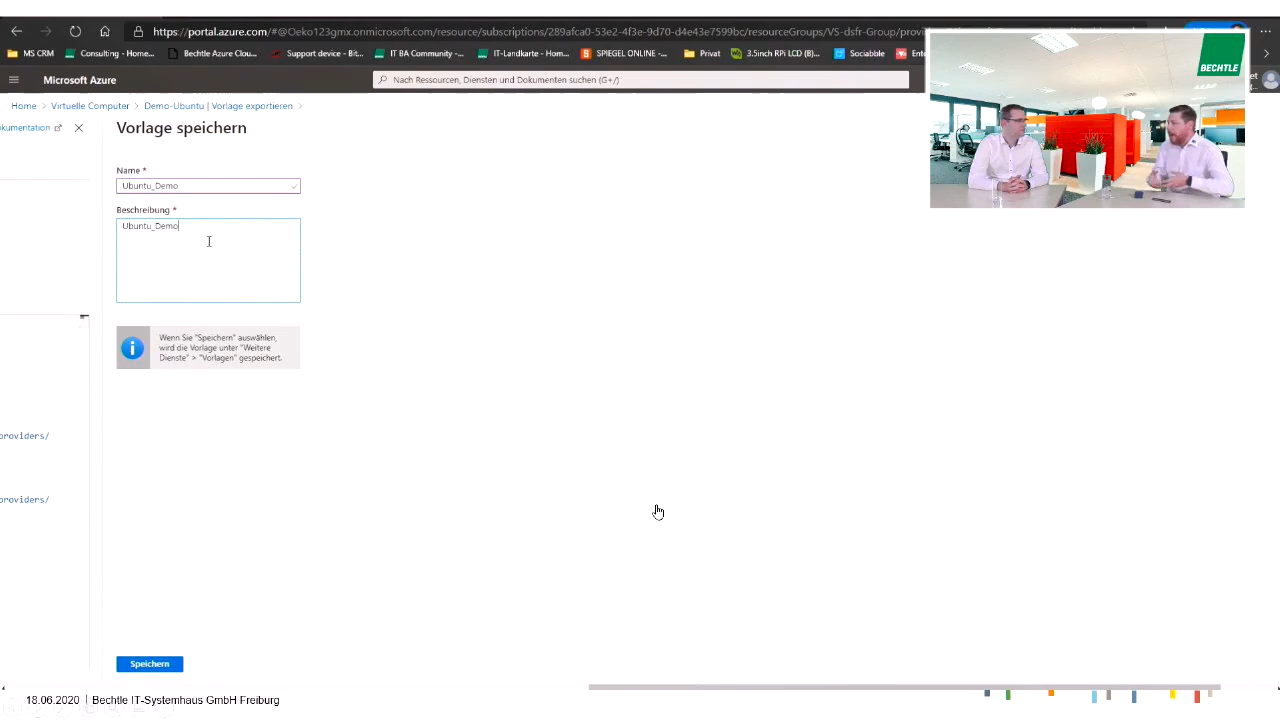 https://portal.azure.com/#@Oeko123gmx.onmicrosoft.com/resource/subscriptions/289afca0-53e2-4f3e-9d70-d4e43e7599bc/resourceGroups/VS-dsfr-Group/provi
MS CRM
Consulting - Home...
Bechtle Azure Clou...
Support device - Bit...
IT BA Community -...
IT-Landkarte - Hom...
SPIEGEL ONLINE -...
Privat
3.5inch RPi LCD (B)...
Sociabble
Ente
Microsoft Azure
Nach Ressourcen, Diensten und Dokumenten suchen (G+/)
BECHTLE
Home > Virtuelle Computer > Demo-Ubuntu | Vorlage exportieren >
okumentation
Vorlage speichern
Name *
Ubuntu_Demo
Beschreibung *
Ubuntu_Demo
Wenn Sie "Speichern" auswählen,
wird die Vorlage unter "Weitere
Dienste" > "Vorlagen" gespeichert.
providers/
providers/
Speichern
18.06.2020 | Bechtle IT-Systemhaus GmbH Freiburg